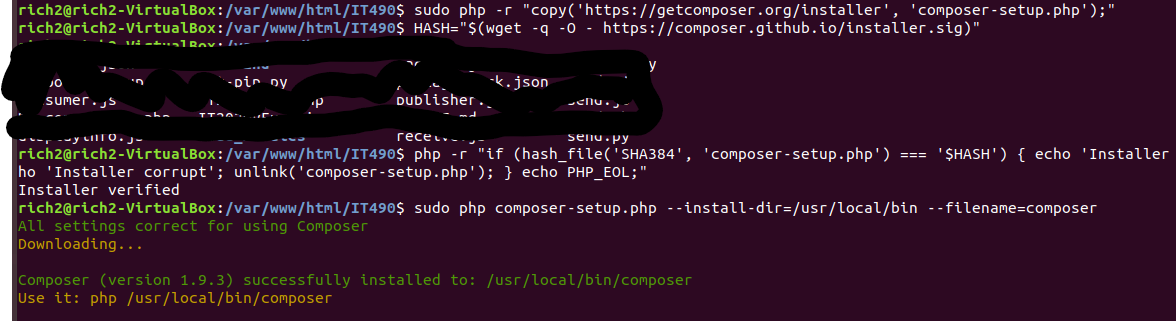 rich2@rich2-VirtualBox:/var/www/html/IT490$ sudo php -r "copy('https://getcomposer.org/installer', 'composer-setup.php');"
rich2@rich2-VirtualBox:/var/www/html/IT490$ HASH="$(wget -q -O - https://composer.github.io/installer.sig)"
send.py
rich2@rich2-VirtualBox:/var/www/html/IT490$ php -r "if (hash_file('SHA384', 'composer-setup.php') === '$HASH') { echo 'Installer
ho 'Installer corrupt'; unlink('composer-setup.php'); } echo PHP_EOL;"
Installer verified
rich2@rich2-VirtualBox:/var/www/html/IT490$ sudo php composer-setup.php --install-dir=/usr/local/bin --filename=composer
All settings correct for using Composer
Downloading...
Composer (version 1.9.3) successfully installed to: /usr/local/bin/composer
Use it: php /usr/local/bin/composer